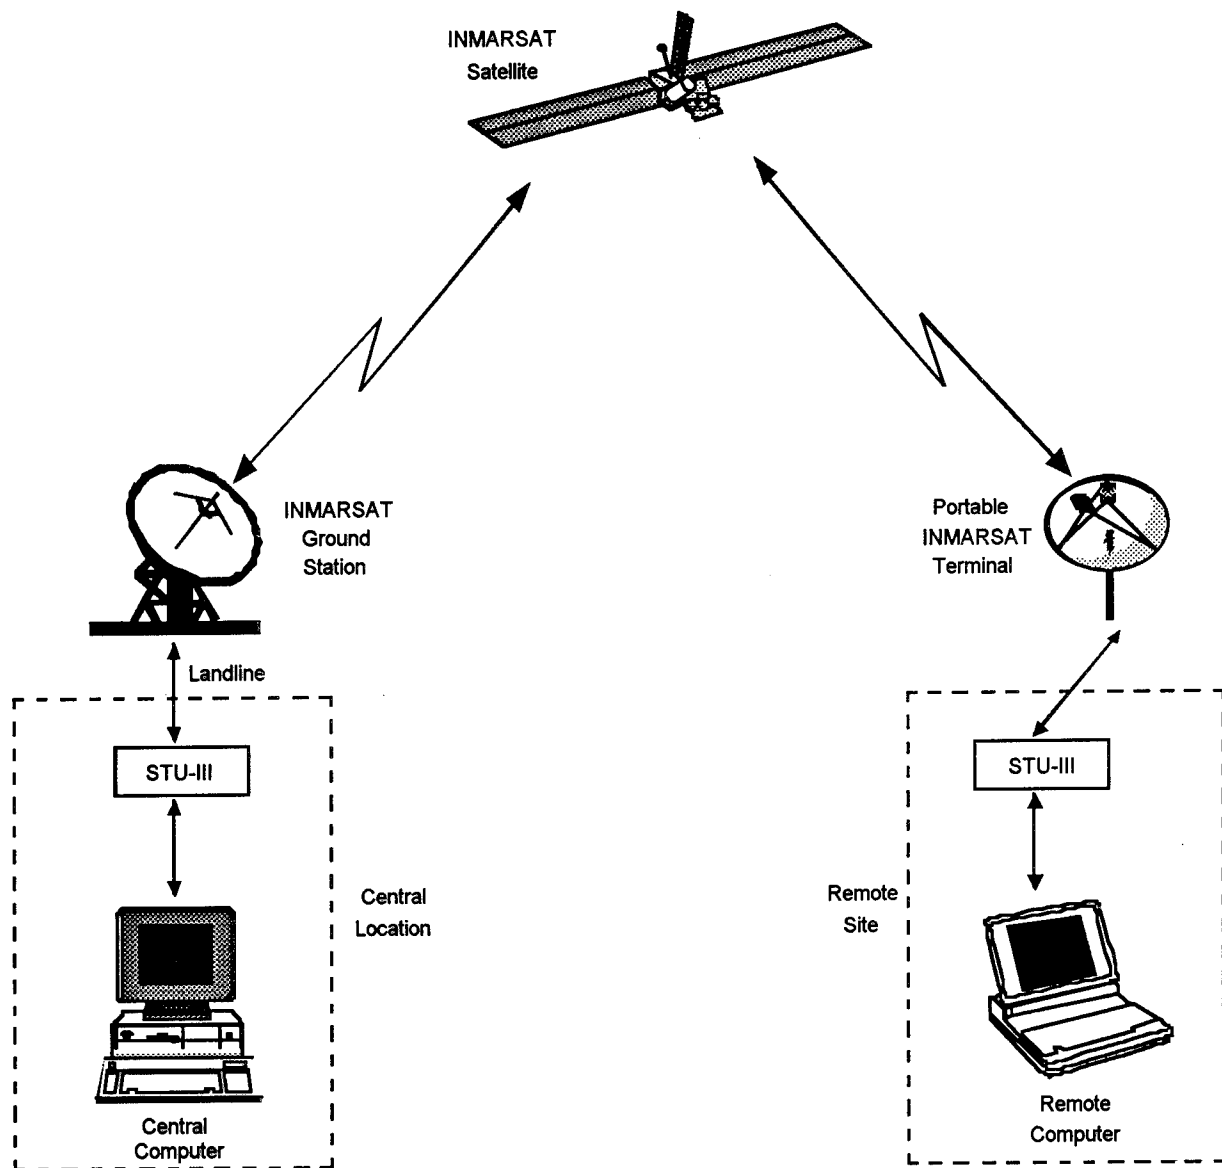 INMARSAT
Satellite
INMARSAT
Ground
Station
Portable
INMARSAT
Terminal
Landline
STU-III
STU-III
Central
Location
Remote
Site
Central
Computer
Remote
Computer